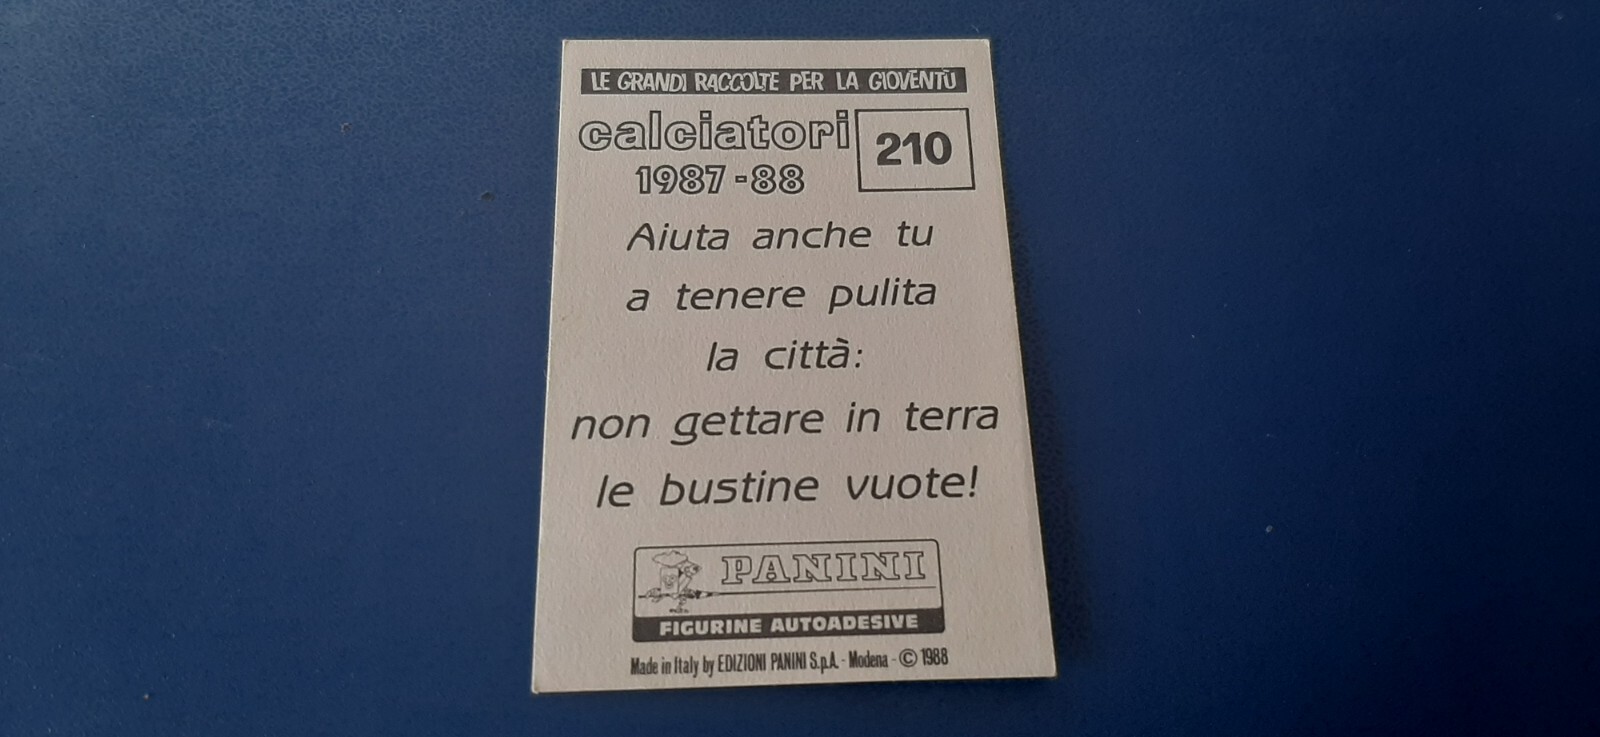 LE GRANDI RACCOLTE PER LA GIOVENTÙ
calciatori
210
1987-88
Aiuta anche tu
a tenere pulita
la città:
non gettare in terra
le bustine vuote!
PANINI
FIGURINE AUTOADESIVE
Made in Italy by EDIZIONI PANINI S.p.A. - Modena - © 1988